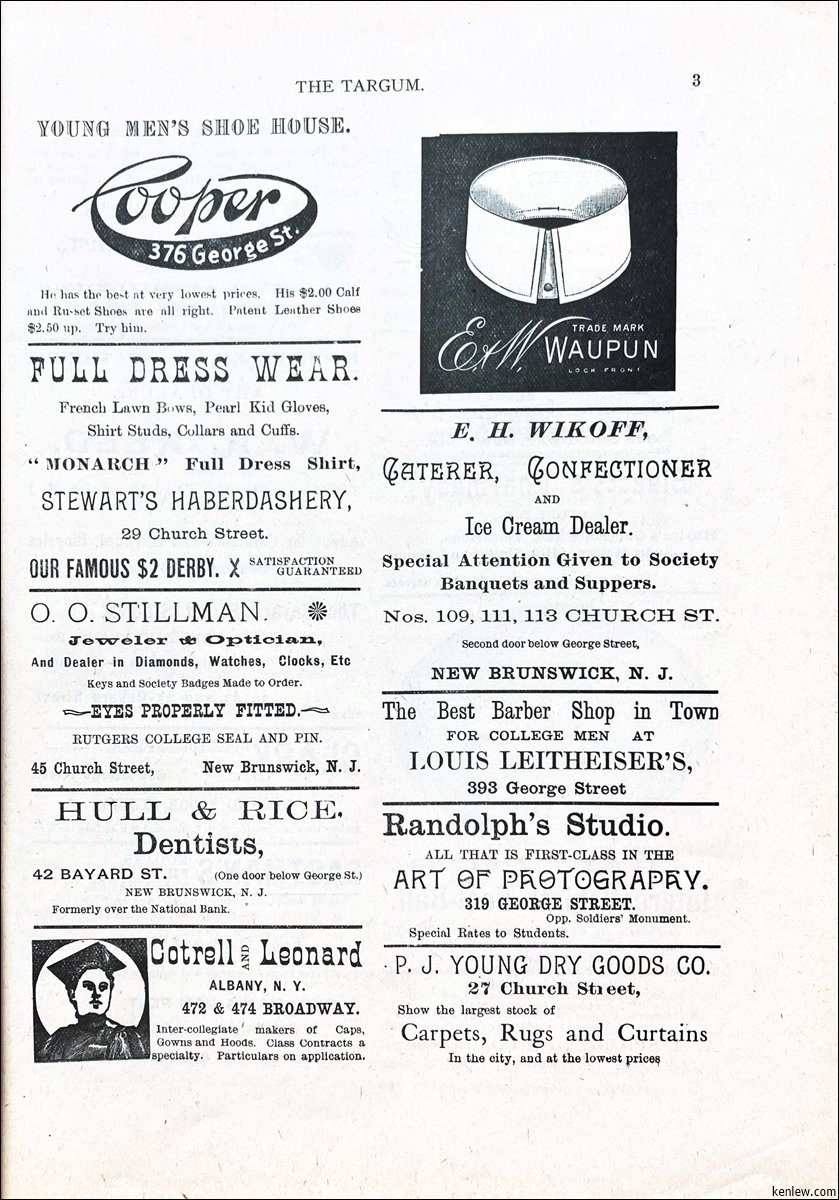 THE TARGUM.
3
YOUNG MEN'S SHOE HOUSE.
Cooper
376 George St.
He has the best at very lowest prices. His $2.00 Calf
and Russet Shoes are all right. Patent Leather Shoes
$2.50 up. Try him.
FULL DRESS WEAR.
French Lawn Bows, Pearl Kid Gloves,
Shirt Studs, Collars and Cuffs.
"MONARCH" Full Dress Shirt,
STEWART'S HABERDASHERY,
29 Church Street.
OUR FAMOUS $2 DERBY. X SATISFACTION
GUARANTEED
O. O. STILLMAN.
Jeweler & Optician,
And Dealer in Diamonds, Watches, Clocks, Etc
Keys and Society Badges Made to Order.
EYES PROPERLY FITTED.
RUTGERS COLLEGE SEAL AND PIN.
45 Church Street, New Brunswick, N. J.
HULL & RICE.
Dentists,
42 BAYARD ST. (One door below George St.)
NEW BRUNSWICK, N. J.
Formerly over the National Bank.
Cotrell AND Leonard
ALBANY, N. Y.
472 & 474 BROADWAY.
Inter-collegiate makers of Caps,
Gowns and Hoods. Class Contracts a
specialty. Particulars on application.
E & W TRADE MARK
WAUPUN
LOCK FRONT
E. H. WIKOFF,
CATERER, CONFECTIONER
AND
Ice Cream Dealer.
Special Attention Given to Society
Banquets and Suppers.
Nos. 109, 111, 113 CHURCH ST.
Second door below George Street,
NEW BRUNSWICK, N. J.
The Best Barber Shop in Town
FOR COLLEGE MEN AT
LOUIS LEITHEISER'S,
393 George Street
Randolph's Studio.
ALL THAT IS FIRST-CLASS IN THE
ART OF PHOTOGRAPHY.
319 GEORGE STREET.
Opp. Soldiers' Monument.
Special Rates to Students.
P. J. YOUNG DRY GOODS CO.
27 Church Street,
Show the largest stock of
Carpets, Rugs and Curtains
In the city, and at the lowest prices
kenlew.com